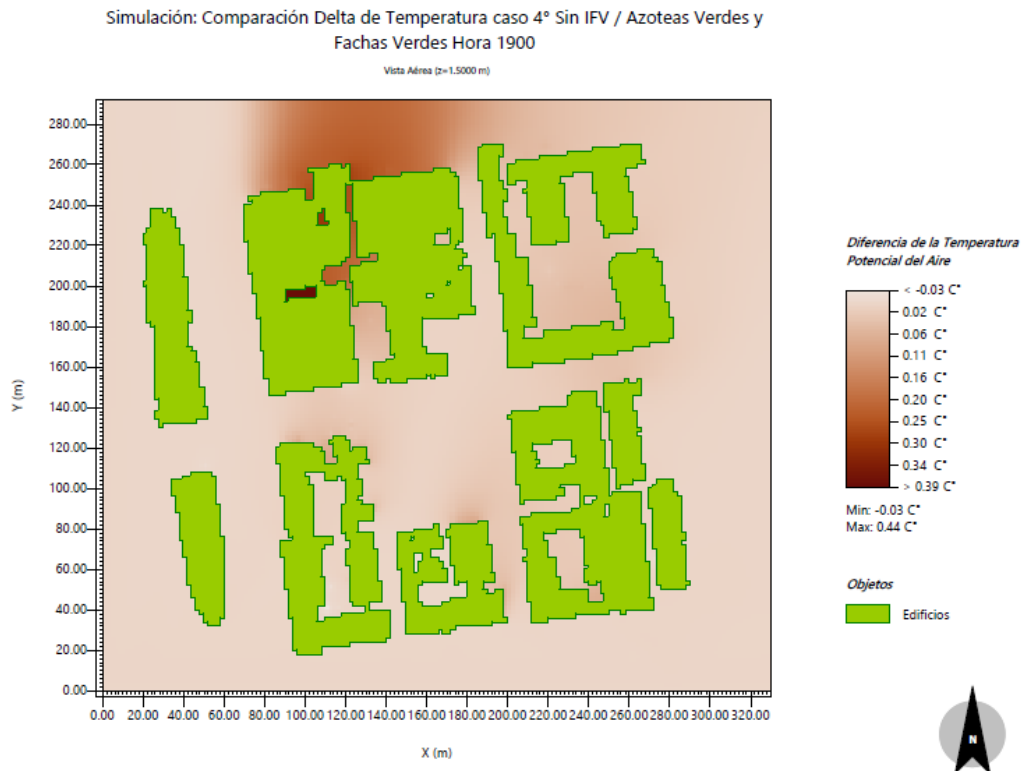 Simulación: Comparación Delta de Temperatura caso 4° Sin IFV / Azoteas Verdes y
Fachas Verdes Hora 1900
Vista Aérea (z=1.5000 m)
280.00
260.00
240.00
220.00
200.00
180.00
160.00
140.00
120.00
100.00
80.00
60.00
40.00
20.00
0.00
Y (m)
0.00 20.00 40.00 60.00 80.00 100.00 120.00 140.00 160.00 180.00 200.00 220.00 240.00 260.00 280.00 300.00 320.00
X (m)
Diferencia de la Temperatura
Potencial del Aire
< -0.03 C°
0.02 C°
0.06 C°
0.11 C°
0.16 C°
0.20 C°
0.25 C°
0.30 C°
0.34 C°
> 0.39 C°
Min: -0.03 C°
Max: 0.44 C°
Objetos
Edificios
N